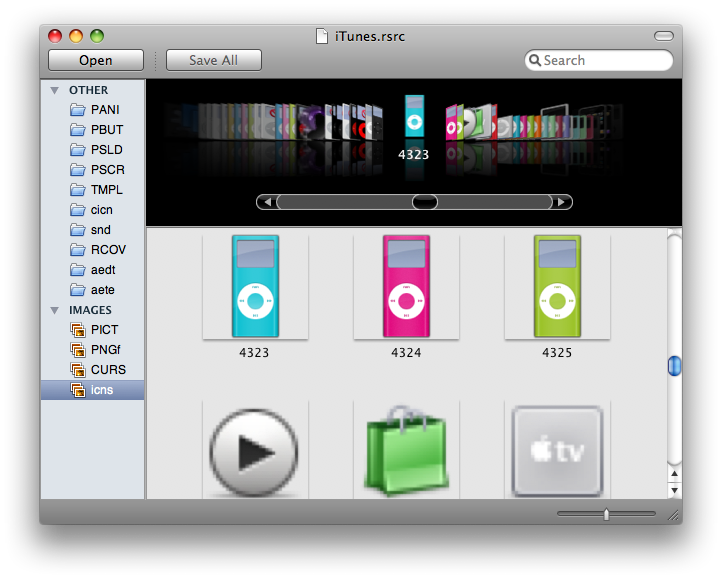 iTunes.rsrc
Open
Save All
Search
OTHER
PANI
PBUT
PSLD
PSCR
TMPL
cicn
snd
RCOV
aedt
aete
IMAGES
PICT
PNGf
CURS
icns
4323
4323
4324
4325
tv